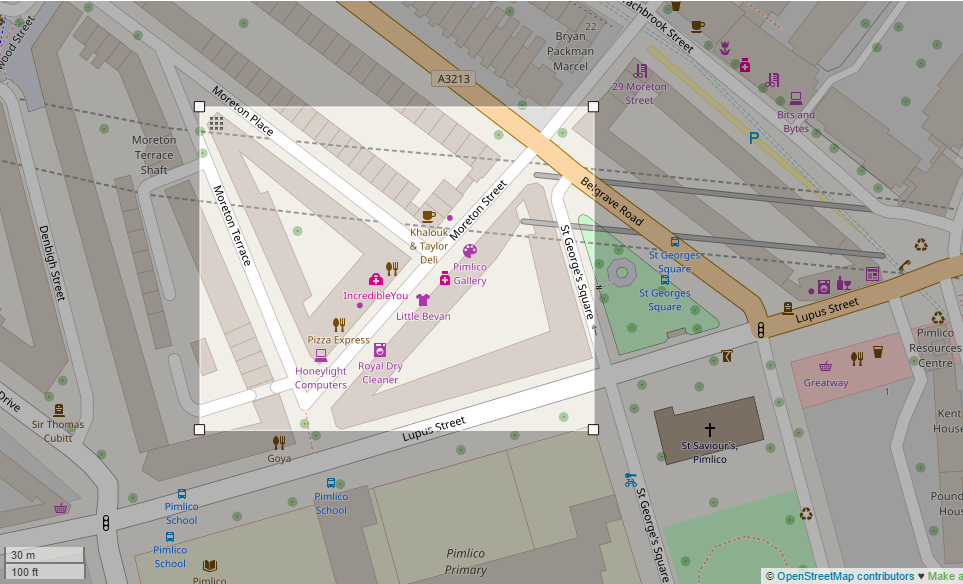 wood Street
achbrook Street
22
Bryan
Packman
Marcel
A3213
29 Moreton
Street
Bits and
Bytes
P
Moreton Place
Moreton
Terrace
Shaft
Moreton Terrace
Moreton Street
Belgrave Road
Khalouk
& Taylor
Deli
Pimlico
Gallery
St George's Square
St Georges
Square
St Georges
Square
Denbigh Street
IncredibleYou
Little Bevan
Pizza Express
Honeylight
Computers
Royal Dry
Cleaner
Lupus Street
Pimlico
Resources
Centre
Greatway
1
Drive
Sir Thomas
Cubitt
Lupus Street
Goya
St Saviour's,
Pimlico
Kent
House
Pimlico
School
Pimlico
School
St George's Square
Pound
Hous
Pimlico
School
Pimlico
Primary
Pimlico
30 m
100 ft
© OpenStreetMap contributors ♥ Make a